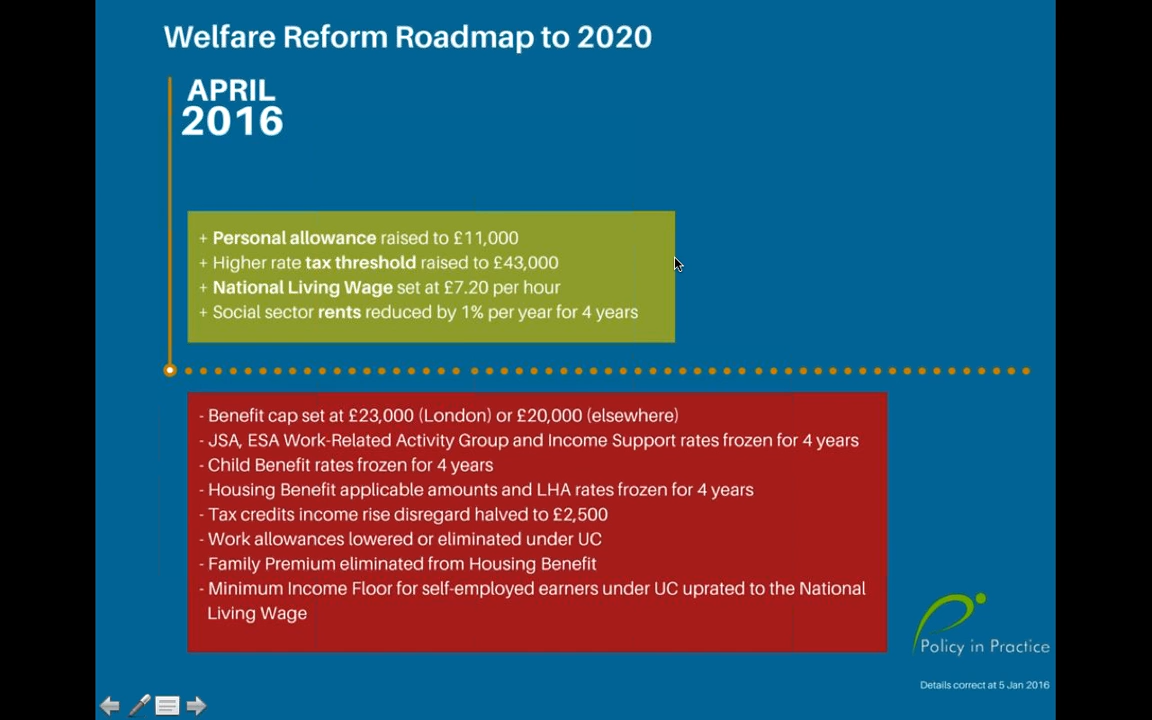 Welfare Reform Roadmap to 2020
APRIL
2016
+ Personal allowance raised to £11,000
+ Higher rate tax threshold raised to £43,000
+ National Living Wage set at £7.20 per hour
+ Social sector rents reduced by 1% per year for 4 years
- Benefit cap set at £23,000 (London) or £20,000 (elsewhere)
- JSA, ESA Work-Related Activity Group and Income Support rates frozen for 4 years
- Child Benefit rates frozen for 4 years
- Housing Benefit applicable amounts and LHA rates frozen for 4 years
- Tax credits income rise disregard halved to £2,500
- Work allowances lowered or eliminated under UC
- Family Premium eliminated from Housing Benefit
- Minimum Income Floor for self-employed earners under UC uprated to the National
Living Wage
Policy in Practice
Details correct at 5 Jan 2016